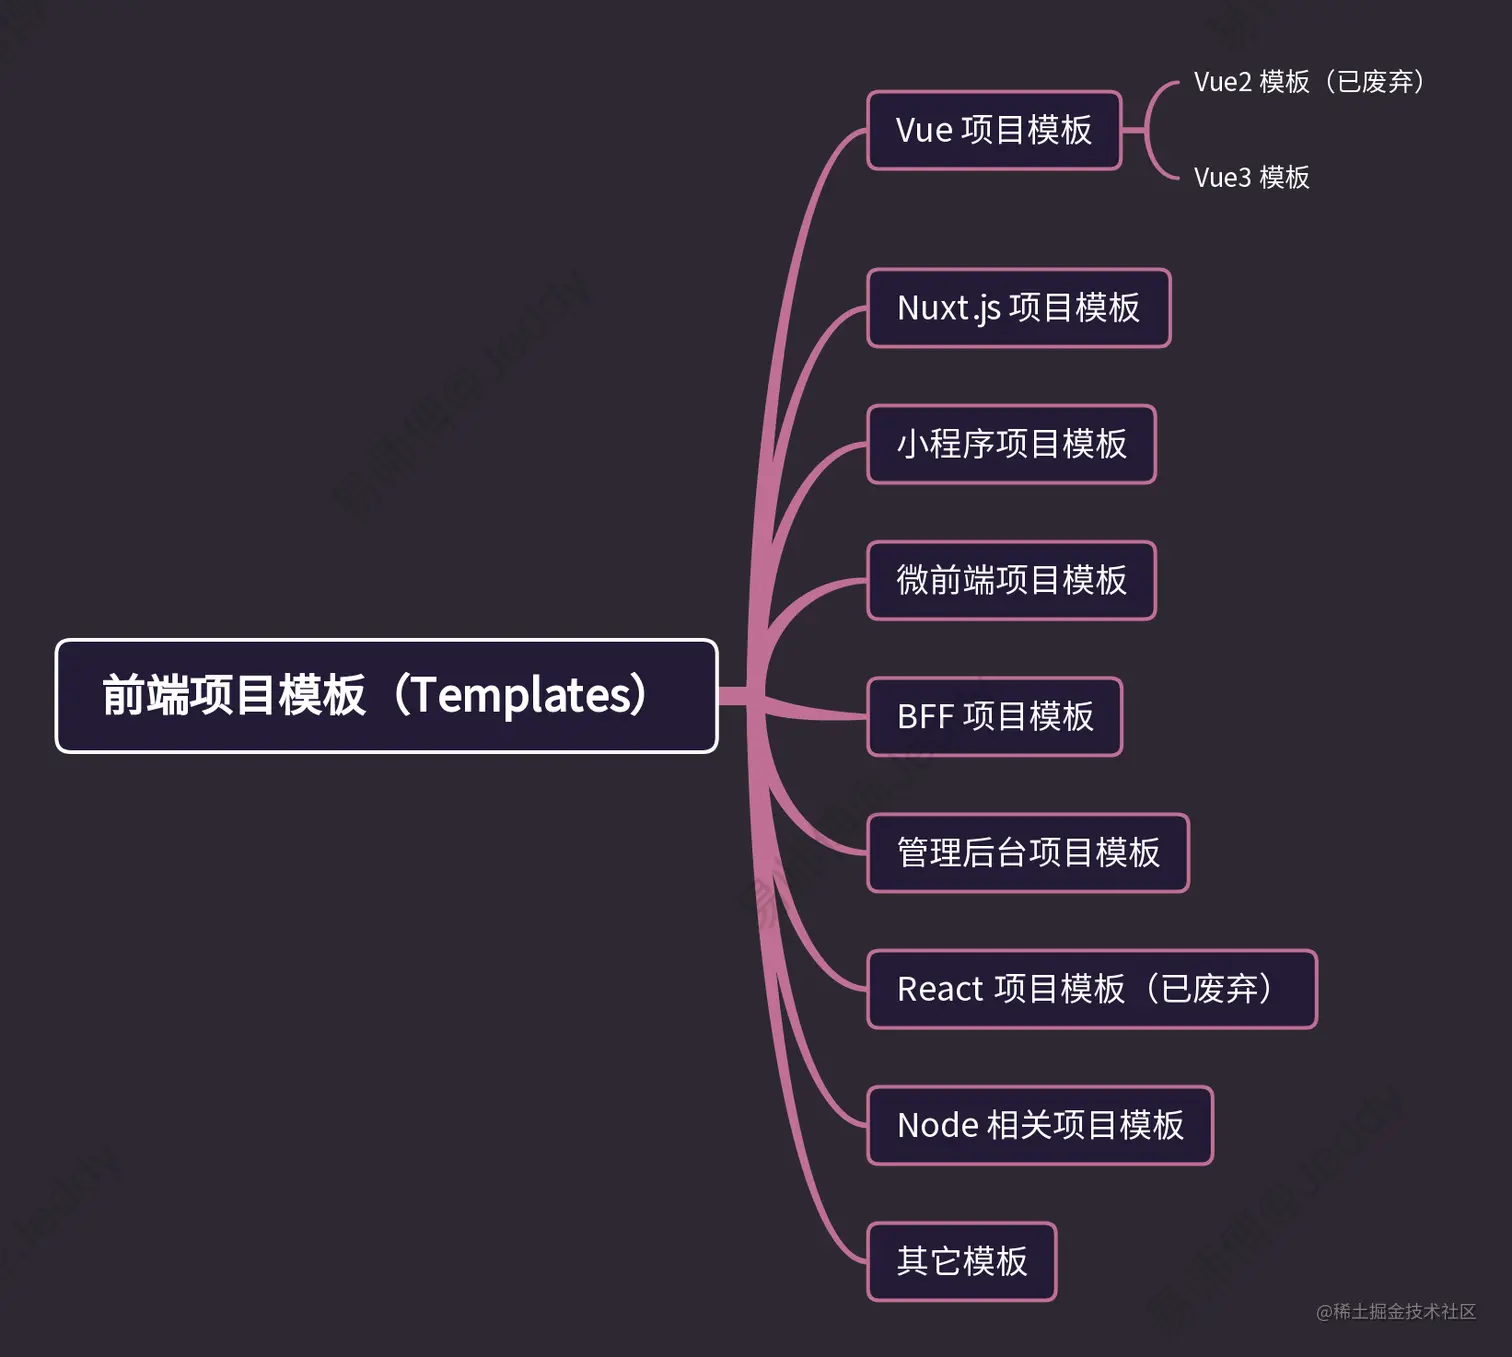 Vue2 模板（已废弃）
Vue 项目模板
Vue3 模板
Nuxt.js 项目模板
小程序项目模板
微前端项目模板
前端项目模板（Templates）
BFF 项目模板
管理后台项目模板
React 项目模板（已废弃）
Node 相关项目模板
其它模板
@稀土掘金技术社区